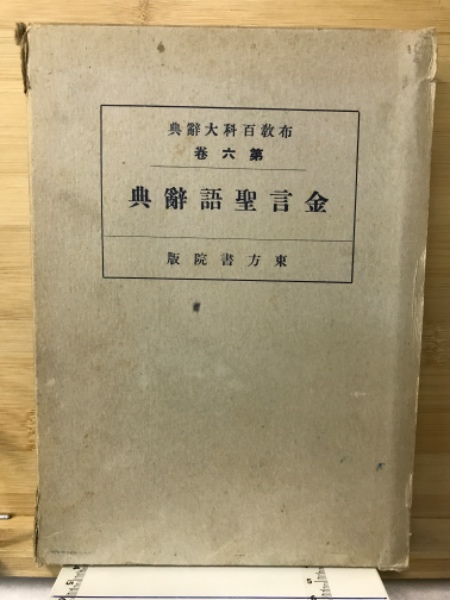 布教百科大辭典
第六卷
金言聖語辭典
東方書院版